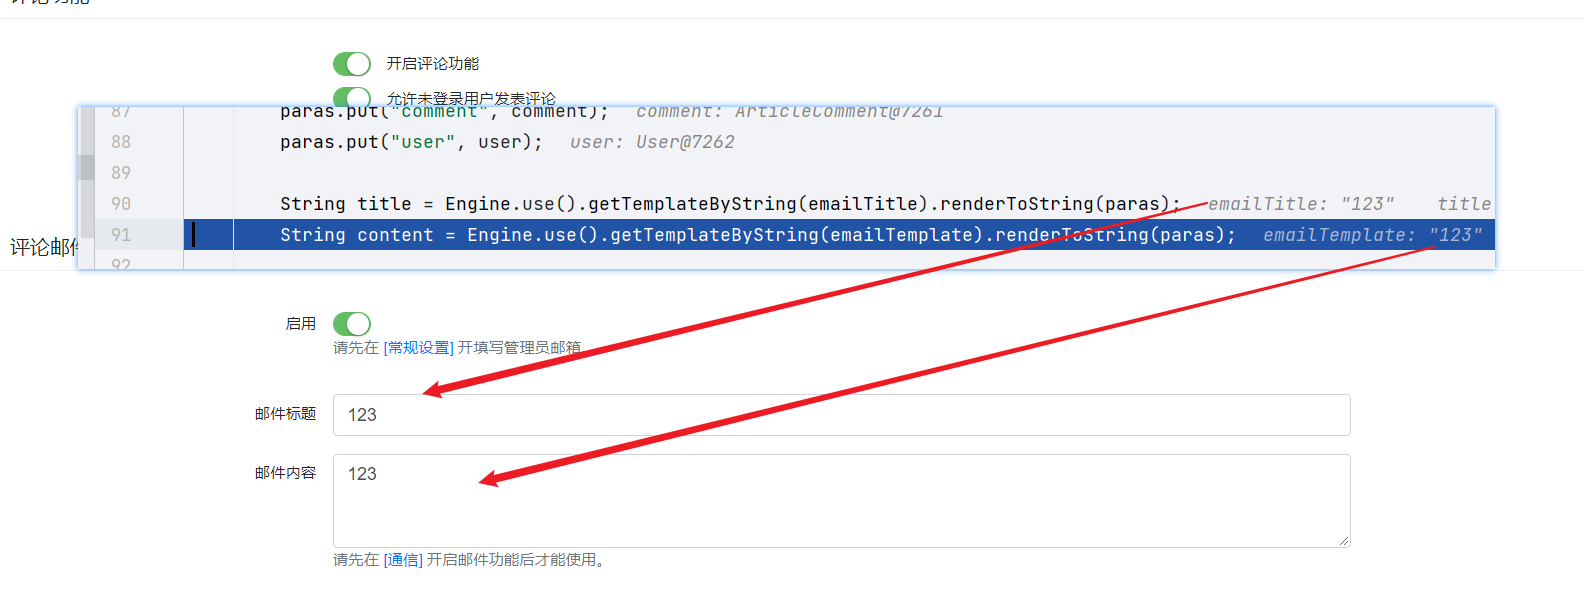 评论功能
开启评论功能
允许未登录用户发表评论
87 paras.put("comment", comment); comment: ArticleComment@7261
88 paras.put("user", user); user: User@7262
89
90 String title = Engine.use().getTemplateByString(emailTitle).renderToString(paras); emailTitle: "123" title
91 String content = Engine.use().getTemplateByString(emailTemplate).renderToString(paras); emailTemplate: "123"
92
评论邮件
启用
请先在 [常规设置] 开填写管理员邮箱
邮件标题 123
邮件内容 123
请先在 [通信] 开启邮件功能后才能使用。